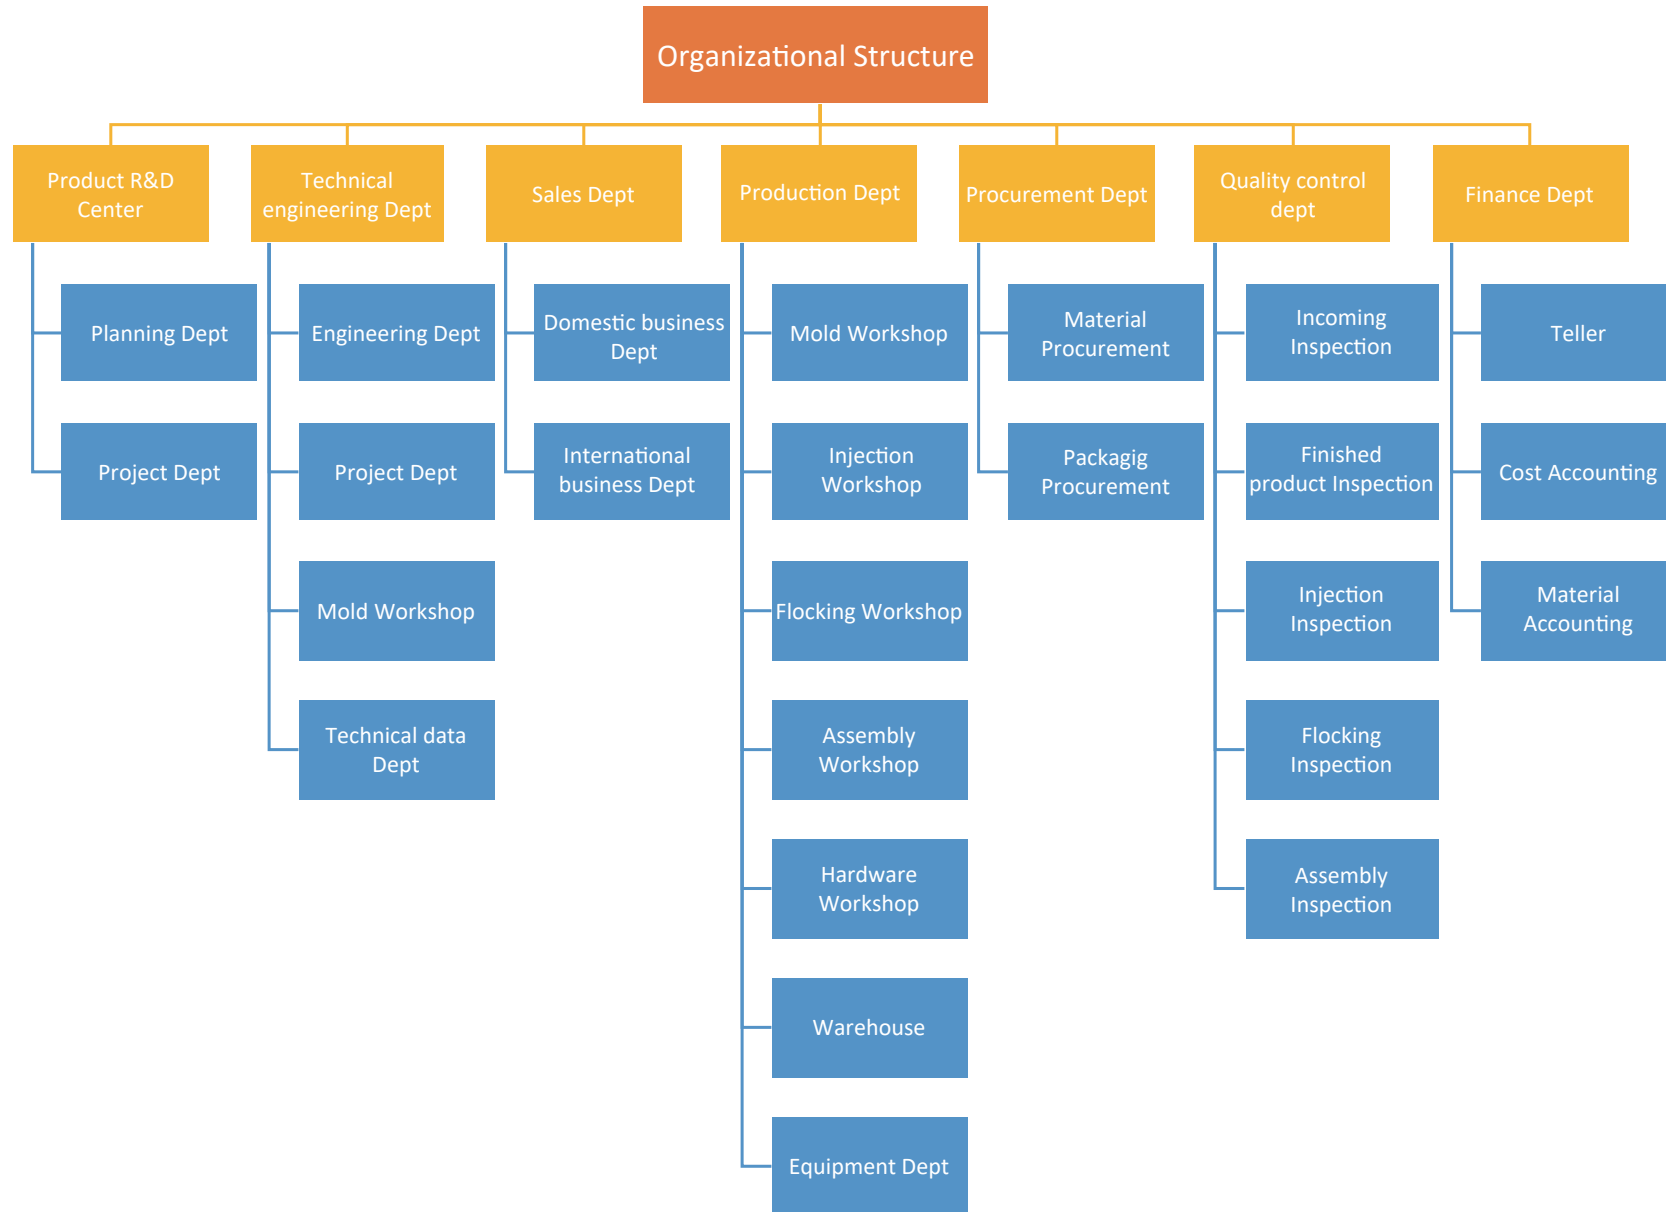 Organizational Structure
Product R&D
Center
Technical
engineering Dept
Sales Dept
Production Dept
Procurement Dept
Quality control
dept
Finance Dept
Planning Dept
Project Dept
Engineering Dept
Project Dept
Mold Workshop
Technical data
Dept
Domestic business
Dept
International
business Dept
Mold Workshop
Injection
Workshop
Flocking Workshop
Assembly
Workshop
Hardware
Workshop
Warehouse
Equipment Dept
Material
Procurement
Packagig
Procurement
Incoming
Inspection
Finished
product Inspection
Injection
Inspection
Flocking
Inspection
Assembly
Inspection
Teller
Cost Accounting
Material
Accounting